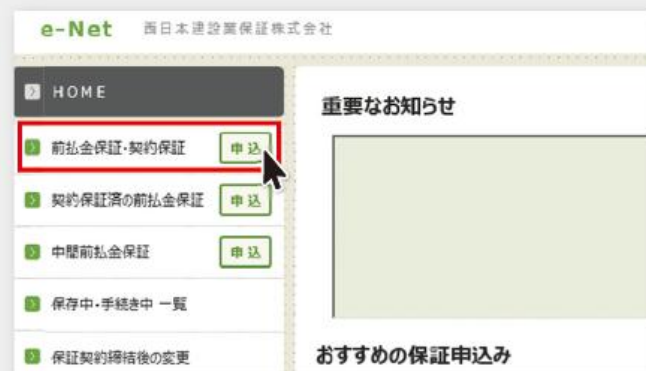 e-Net 西日本建設業保証株式会社
HOME
前払金保証・契約保証 申込
契約保証済の前払金保証 申込
中間前払金保証 申込
保存中・手続き中 一覧
保証契約締結後の変更
重要なお知らせ
おすすめの保証申込み